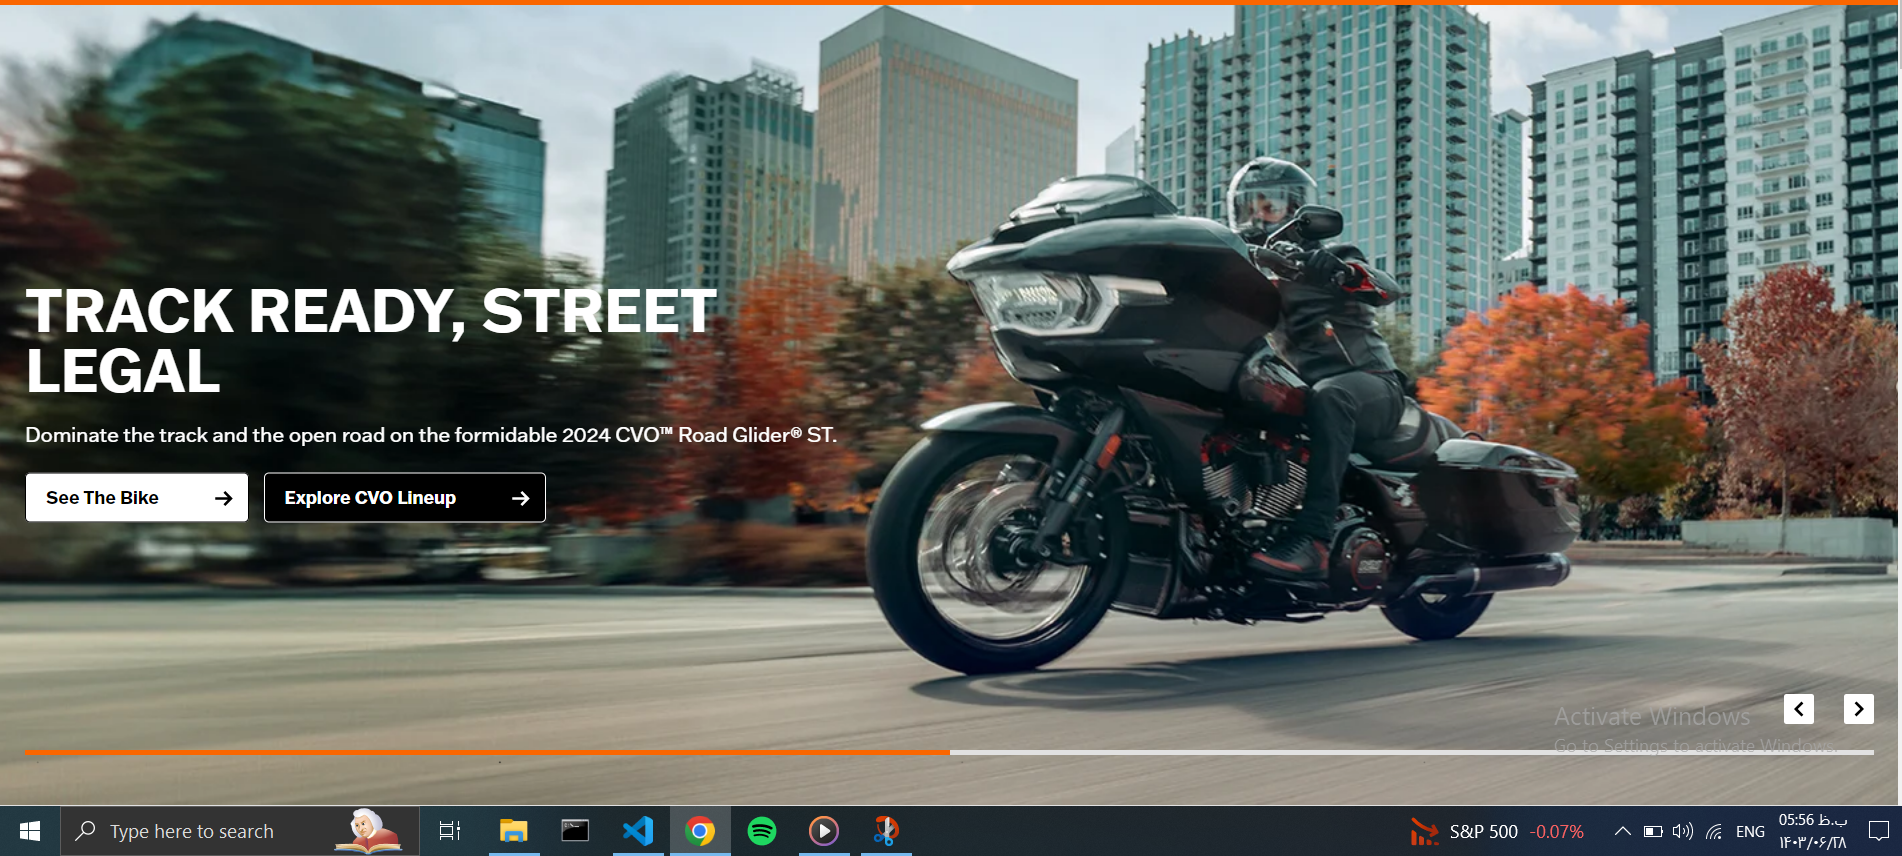 TRACK READY, STREET
LEGAL
Dominate the track and the open road on the formidable 2024 CVO™ Road Glider® ST.
See The Bike
Explore CVO Lineup
Activate Windows
Go to Settings to activate Windows.
Type here to search
S&P 500 -0.07%
ENG
05:56 ب.ظ
۱۴۰۳/۰۶/۲۸